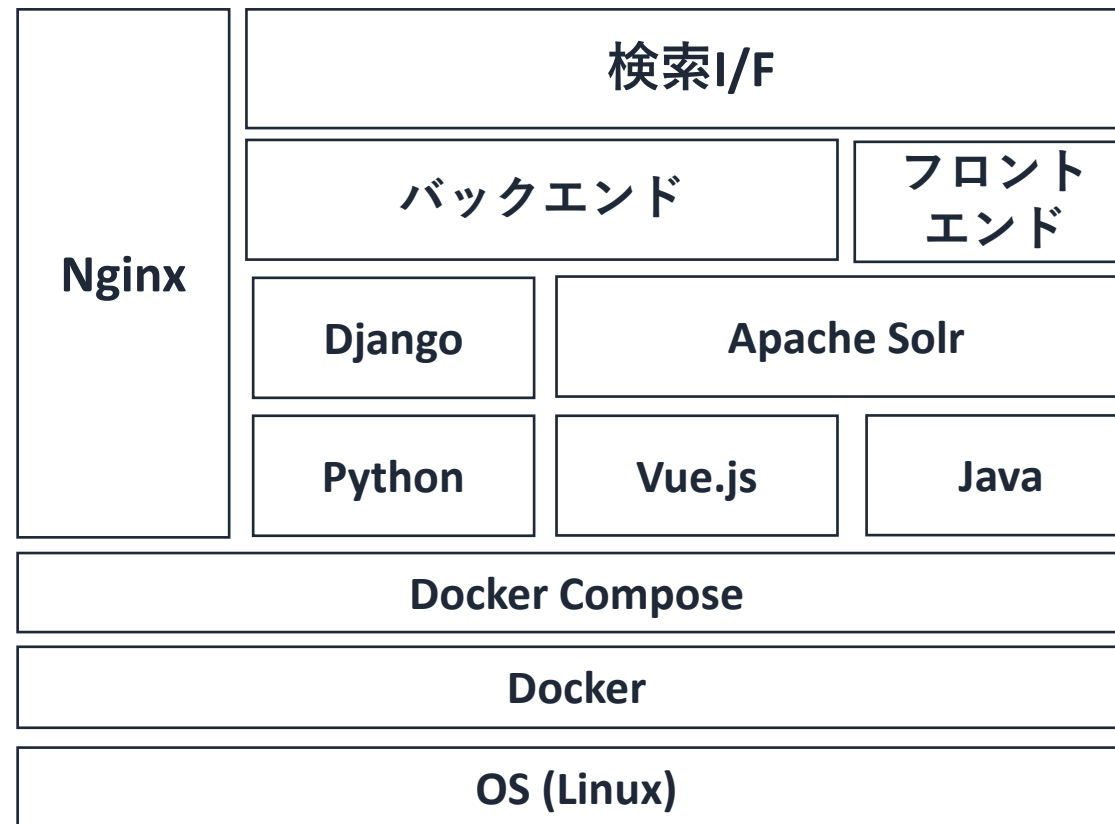 検索I/F
バックエンド
フロント
エンド
Nginx
Django
Apache Solr
Python
Vue.js
Java
Docker Compose
Docker
OS (Linux)